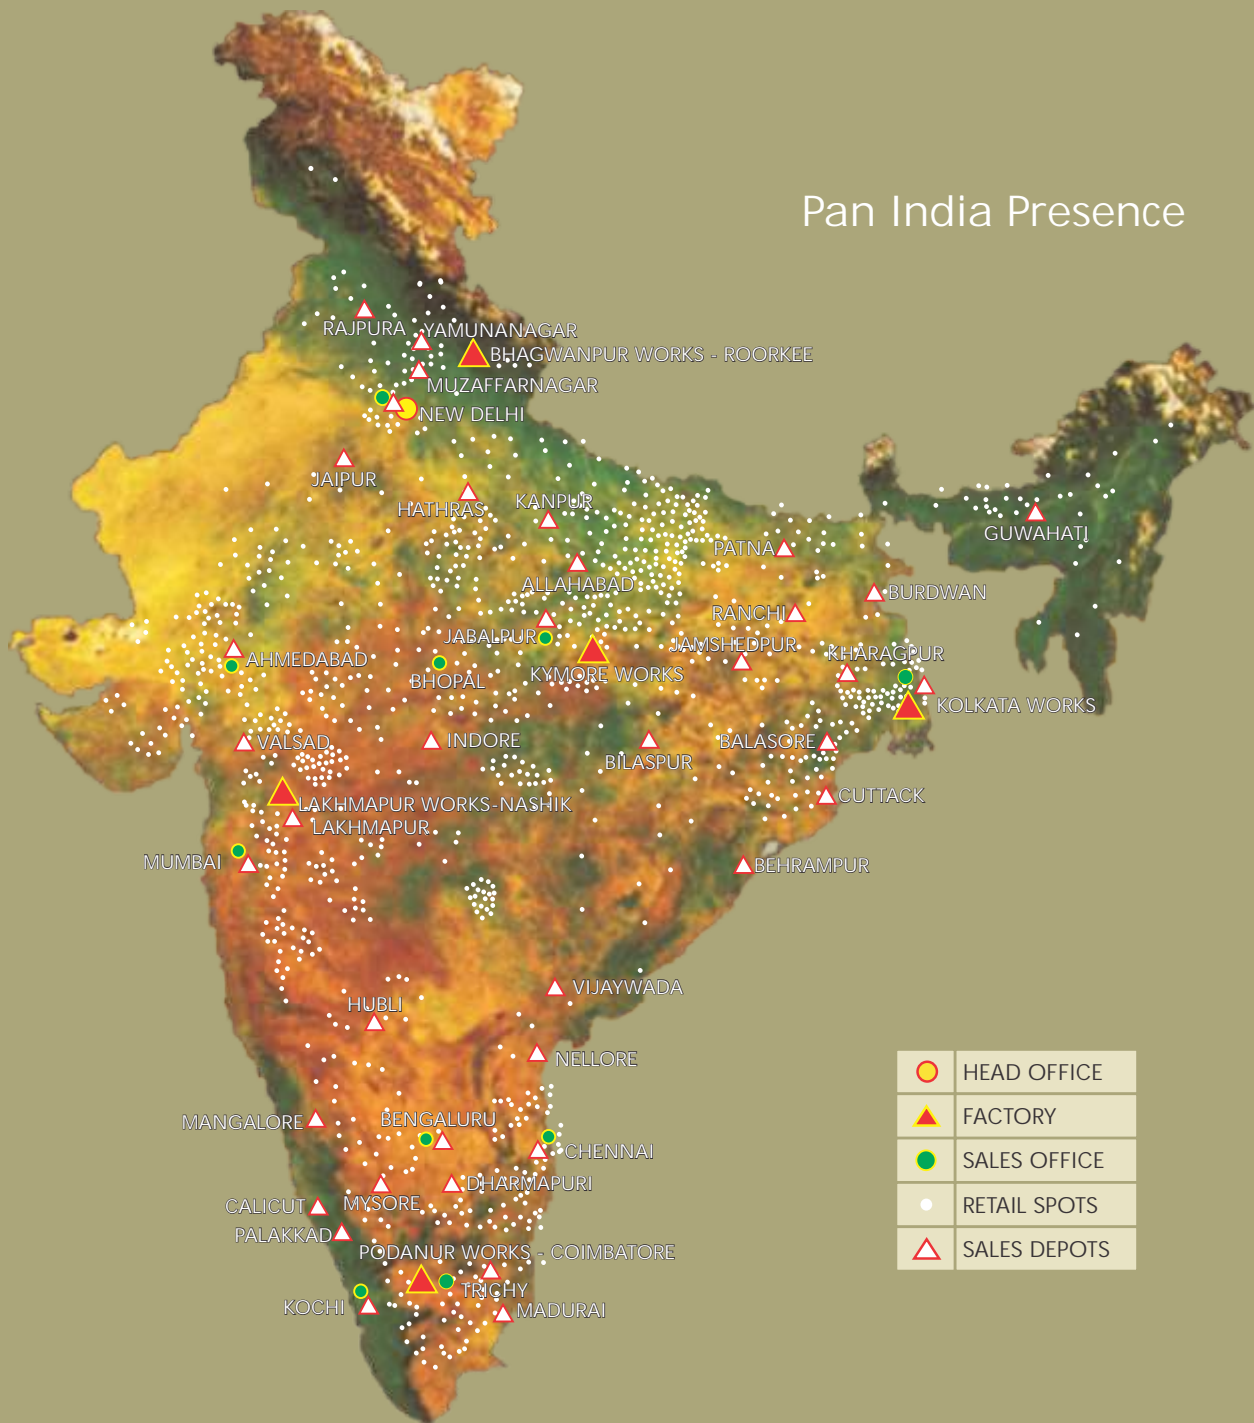 Pan India Presence
RAJPURA
YAMUNANAGAR
BHAGWANPUR WORKS - ROORKEE
MUZAFFARNAGAR
NEW DELHI
JAIPUR
HATHRAS
KANPUR
GUWAHATI
PATNA
ALLAHABAD
BURDWAN
RANCHI
JABALPUR
JAMSHEDPUR
KHARAGPUR
AHMEDABAD
KYMORE WORKS
BHOPAL
KOLKATA WORKS
VALSAD
INDORE
BALASORE
BILASPUR
CUTTACK
LAKHMAPUR WORKS-NASHIK
LAKHMAPUR
MUMBAI
BEHRAMPUR
VIJAYWADA
HUBLI
NELLORE
MANGALORE
BENGALURU
CHENNAI
DHARMAPURI
MYSORE
CALICUT
PALAKKAD
PODANUR WORKS - COIMBATORE
TRICHY
KOCHI
MADURAI
HEAD OFFICE
FACTORY
SALES OFFICE
RETAIL SPOTS
SALES DEPOTS